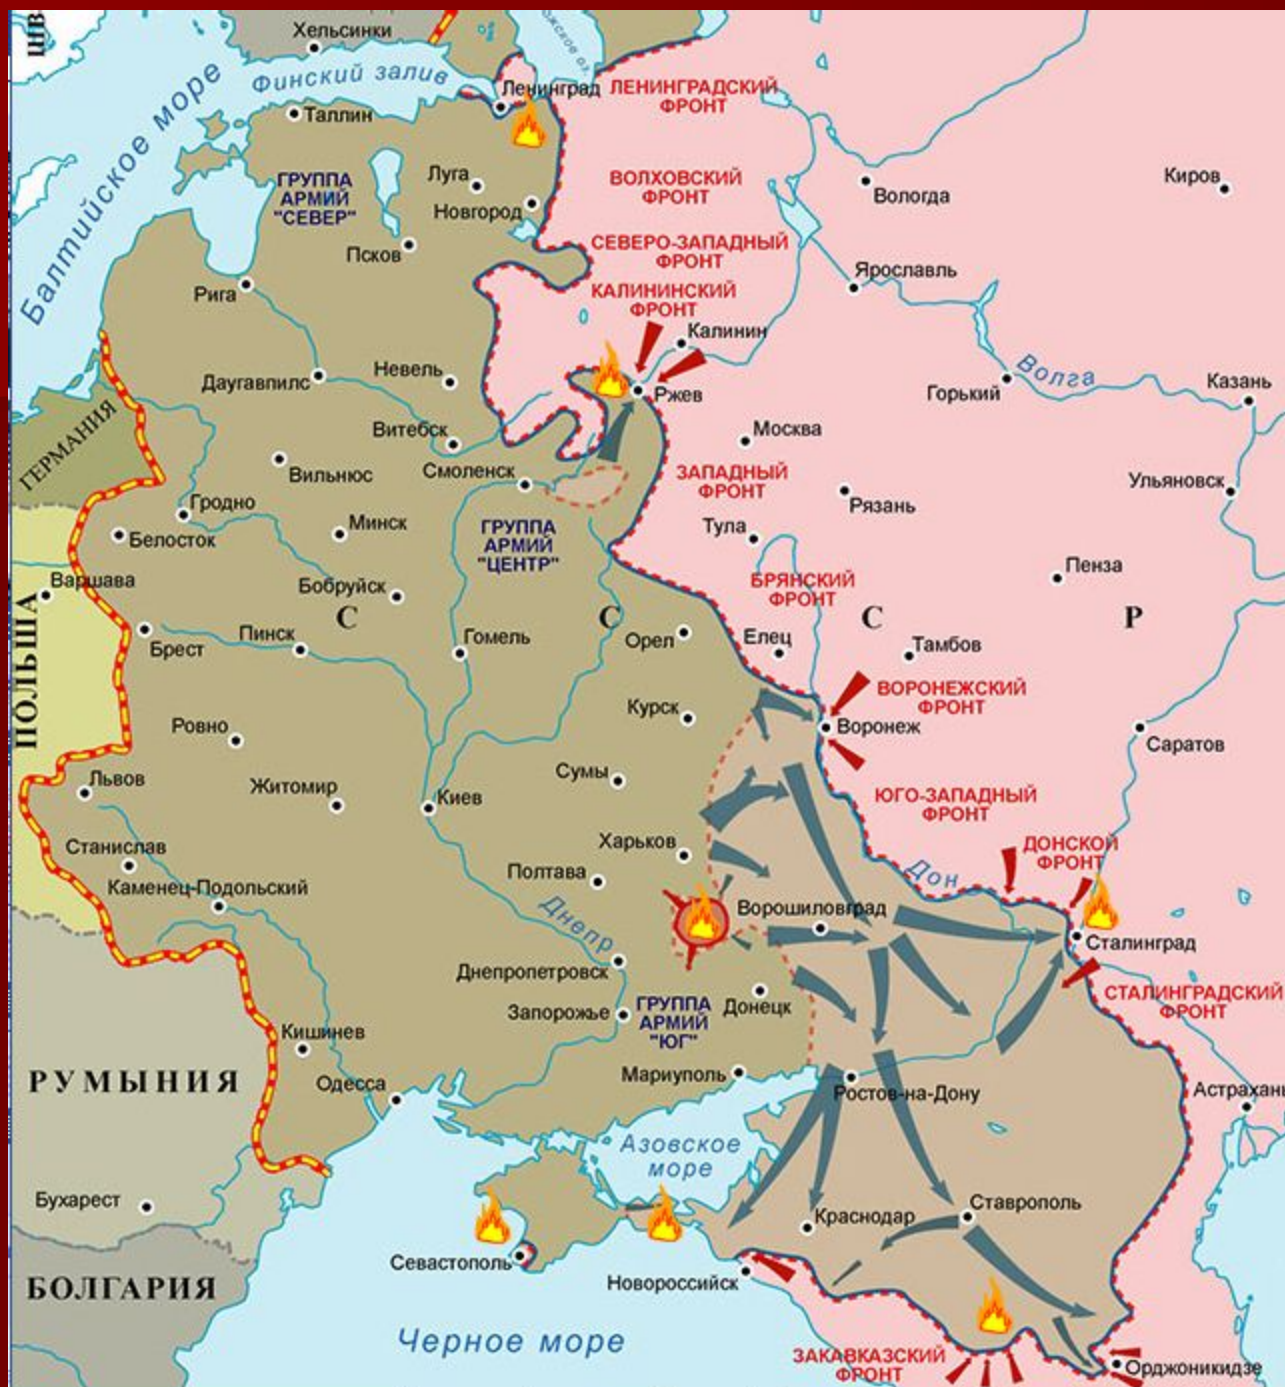 ШВ
Хельсинки
Финский залив
Балтийское море
Ленинград
ЛЕНИНГРАДСКИЙ
ФРОНТ
Таллин
ГРУППА
АРМИЙ
"СЕВЕР"
Луга
Новгород
Псков
ВОЛХОВСКИЙ
ФРОНТ
Вологда
Киров
СЕВЕРО-ЗАПАДНЫЙ
ФРОНТ
Рига
КАЛИНИНСКИЙ
ФРОНТ
Ярославль
Калинин
Даугавпилс
Невель
Ржев
Волга
Горький
Казань
ГЕРМАНИЯ
Витебск
Москва
Вильнюс
Смоленск
ЗАПАДНЫЙ
ФРОНТ
Ульяновск
Рязань
Гродно
Белосток
Минск
ГРУППА
АРМИЙ
"ЦЕНТР"
Тула
Варшава
Бобруйск
БРЯНСКИЙ
ФРОНТ
Пенза
ПОЛЬША
С
С
С
Р
Брест
Пинск
Гомель
Орел
Елец
Тамбов
Ровно
Курск
ВОРОНЕЖСКИЙ
ФРОНТ
Воронеж
Саратов
Львов
Житомир
Киев
Сумы
ЮГО-ЗАПАДНЫЙ
ФРОНТ
Станислав
Харьков
ДОНСКОЙ
ФРОНТ
Каменец-Подольский
Полтава
Дон
Днепр
Ворошиловград
Сталинград
Днепропетровск
СТАЛИНГРАДСКИЙ
ФРОНТ
Запорожье
ГРУППА
АРМИЙ
"ЮГ"
Донецк
Кишинев
РУМЫНИЯ
Одесса
Мариуполь
Ростов-на-Дону
Астрахань
Азовское
море
Бухарест
Ставрополь
Краснодар
Севастополь
БОЛГАРИЯ
Новороссийск
Черное море
ЗАКАВКАЗСКИЙ
ФРОНТ
Орджоникидзе